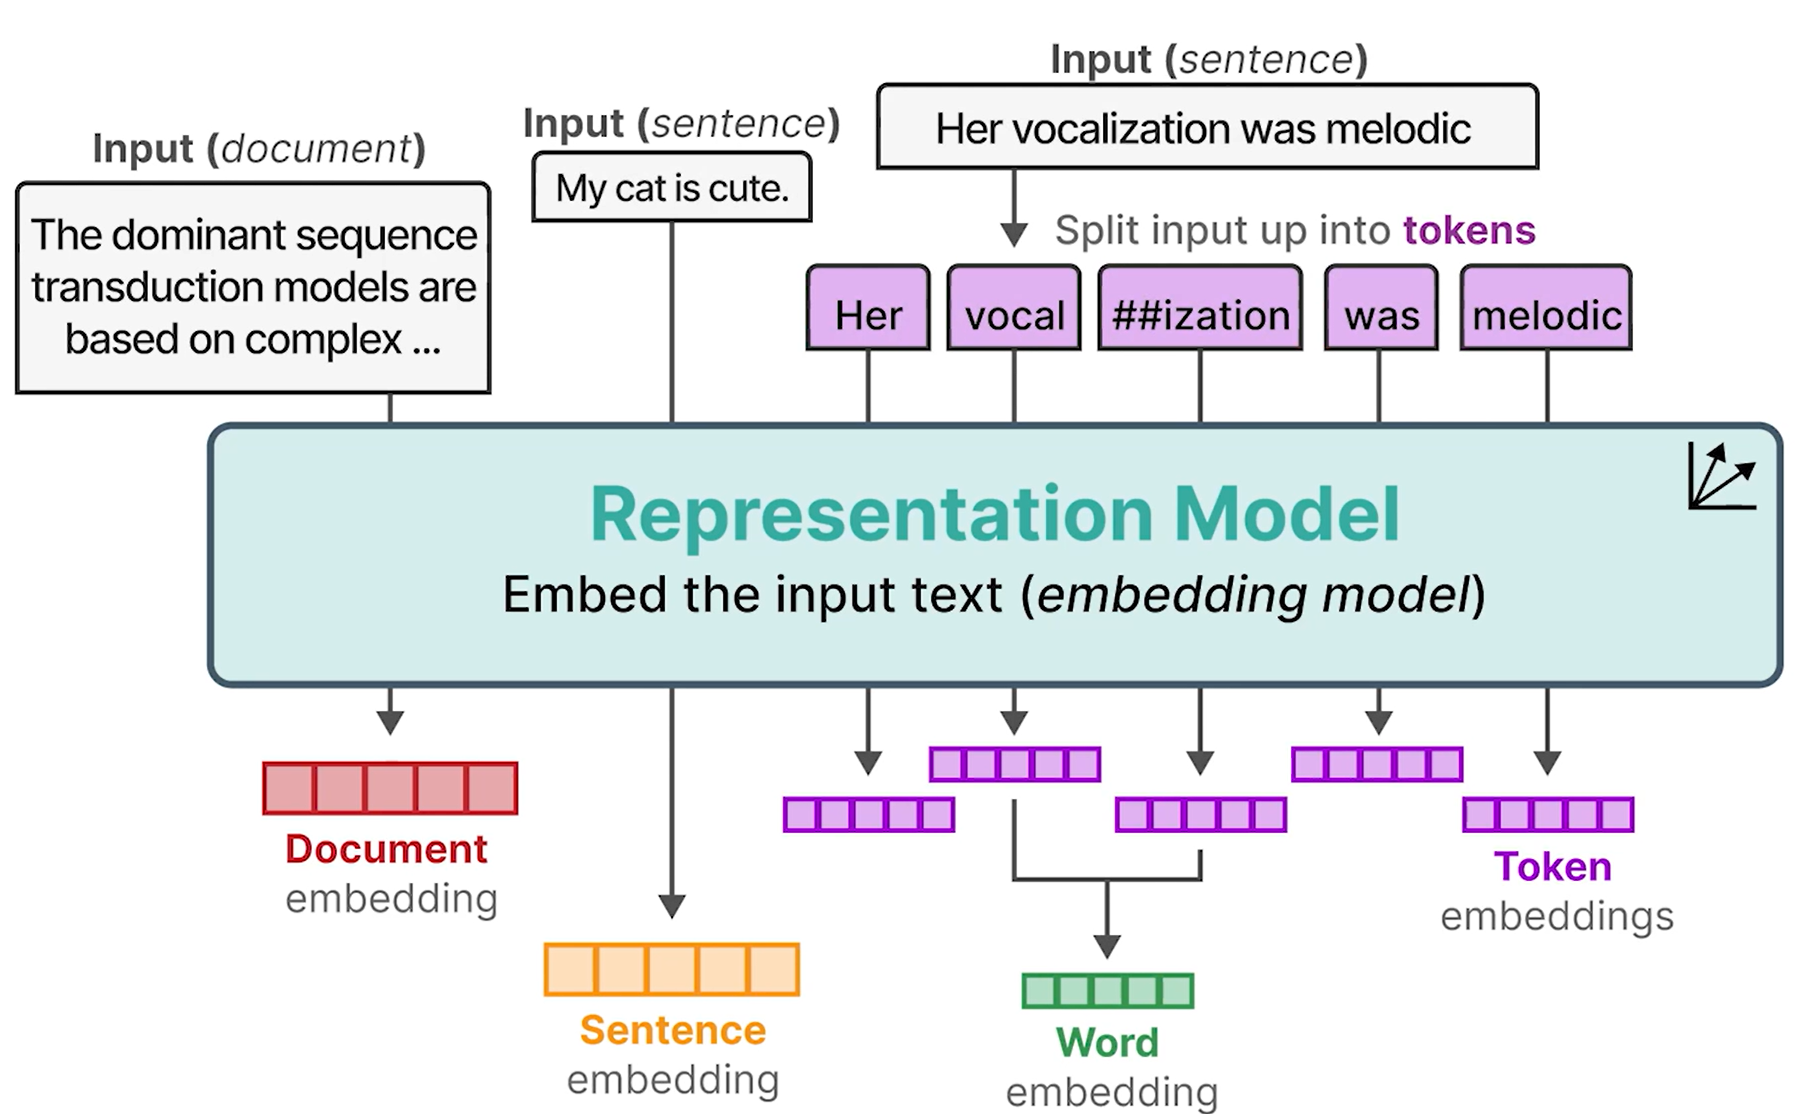 Input (document)
The dominant sequence
transduction models are
based on complex ...
Input (sentence)
My cat is cute.
Input (sentence)
Her vocalization was melodic
Split input up into tokens
Her
vocal
##ization
was
melodic
Representation Model
Embed the input text (embedding model)
Document
embedding
Sentence
embedding
Word
embedding
Token
embeddings